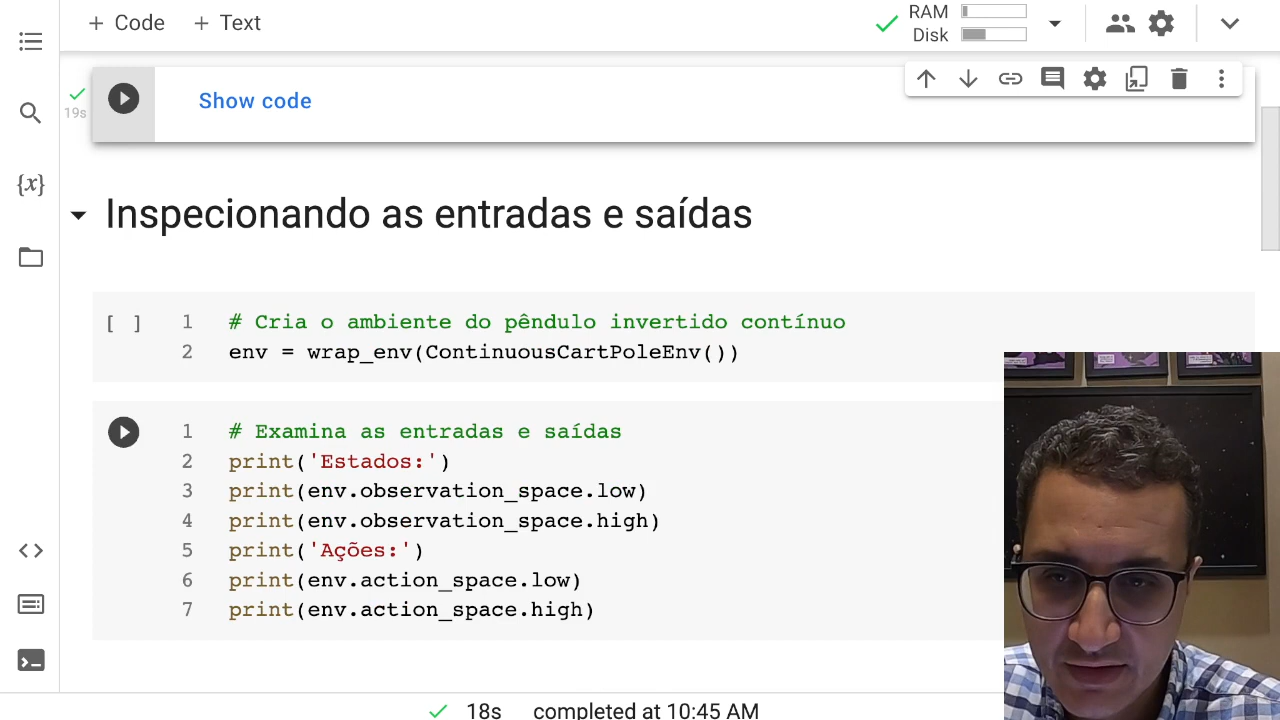 + Code + Text
RAM
Disk
19s
Show code
{x}
Inspecionando as entradas e saídas
[ ]
1 # Cria o ambiente do pêndulo invertido contínuo
2 env = wrap_env(ContinuousCartPoleEnv())
1 # Examina as entradas e saídas
2 print('Estados:')
3 print(env.observation_space.low)
4 print(env.observation_space.high)
5 print('Ações:')
6 print(env.action_space.low)
7 print(env.action_space.high)
18s completed at 10:45 AM